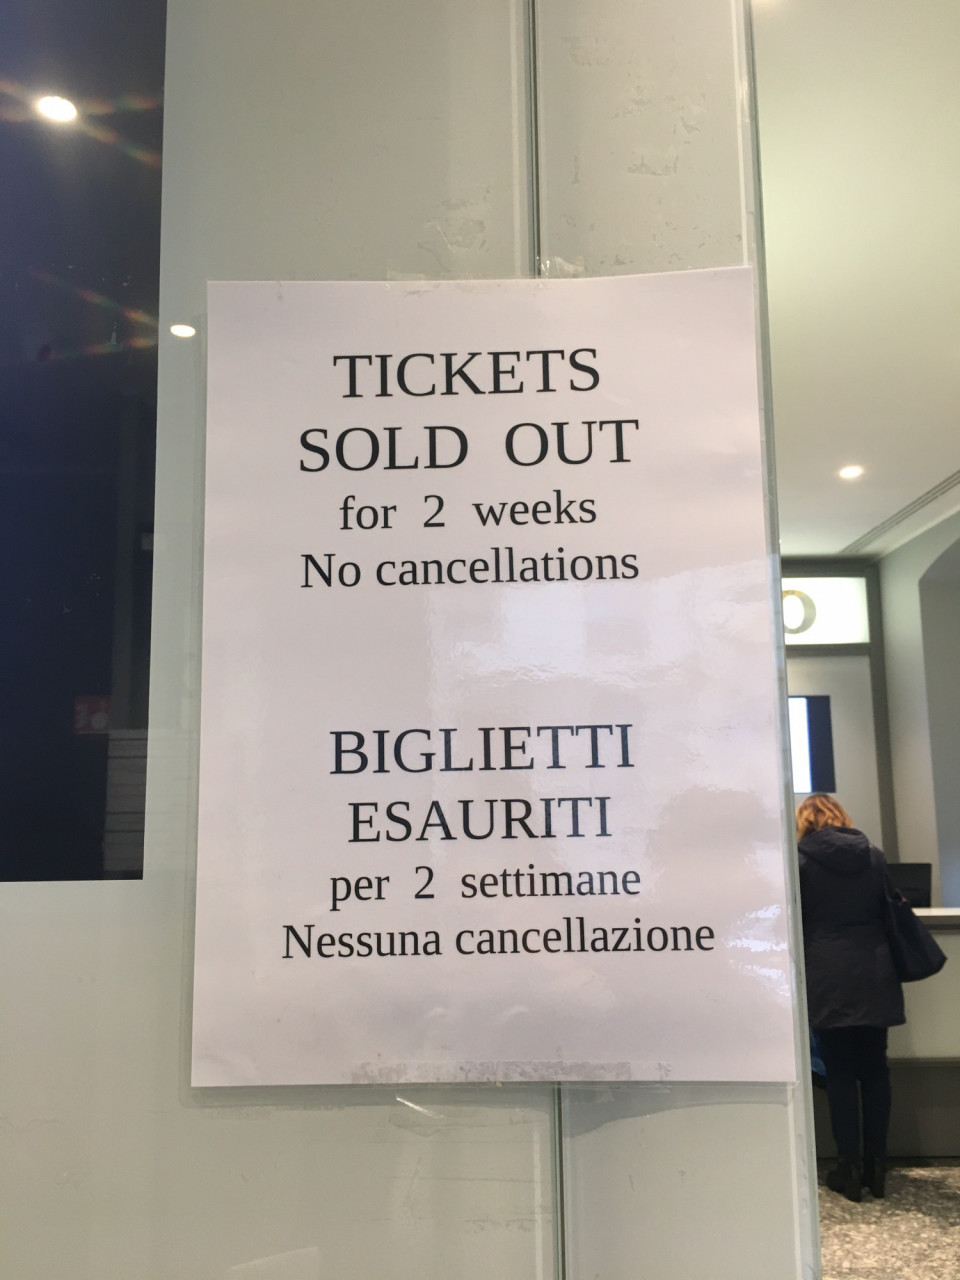 TICKETS
SOLD OUT
for 2 weeks
No cancellations
BIGLIETTI
ESAURITI
per 2 settimane
Nessuna cancellazione